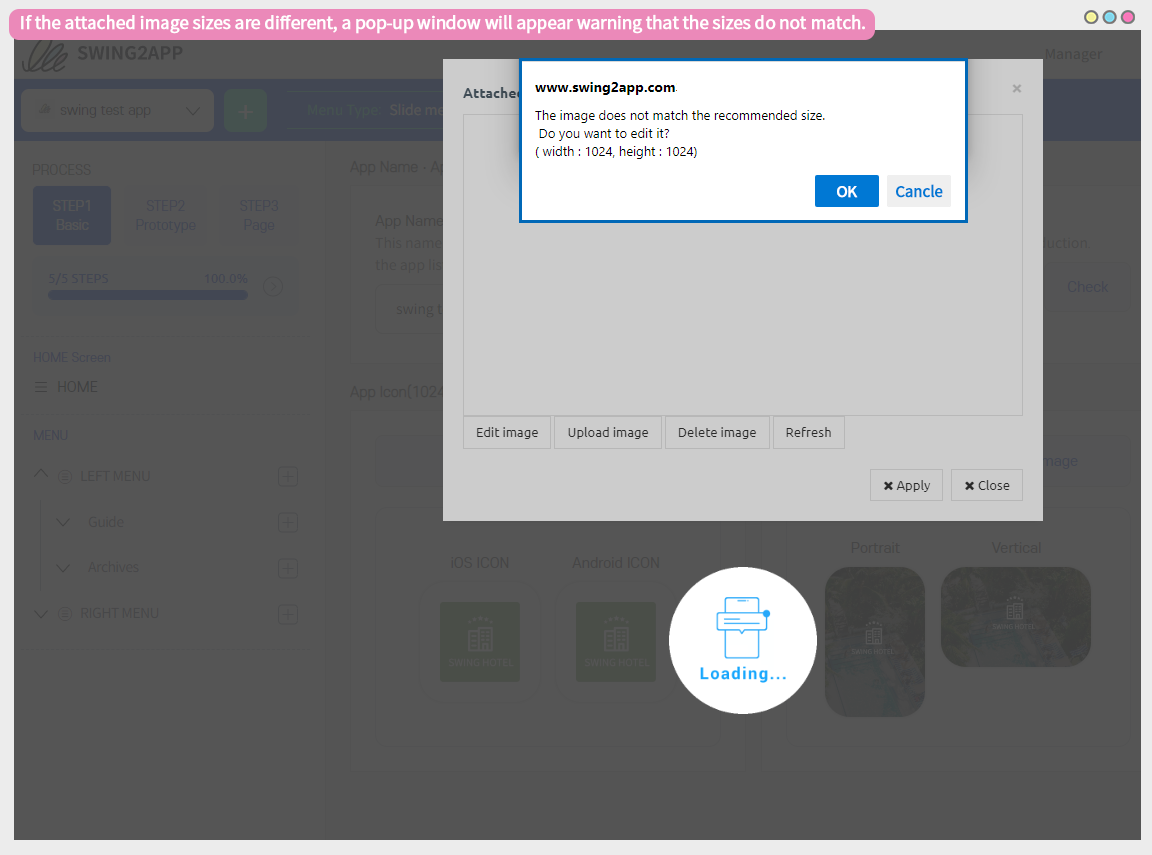 If the attached image sizes are different, a pop-up window will appear warning that the sizes do not match.
SWING2APP
Manager
swing test app
+
Menu Type
Slide
Attached
×
www.swing2app.com
The image does not match the recommended size.
Do you want to edit it?
( width : 1024, height : 1024)
OK
Cancle
PROCESS
STEP1
Basic
STEP2
Prototype
STEP3
Page
5/5 STEPS
100.0%
App Name
App Name
This name
the app
Check
swing
HOME Screen
HOME
App Icon[1024
MENU
LEFT MENU
Guide
Archives
RIGHT MENU
Edit image
Upload image
Delete image
Refresh
Apply
Close
iOS ICON
Android ICON
Portrait
Vertical
SWING HOTEL
SWING HOTEL
SWING HOTEL
SWING HOTEL
Loading...